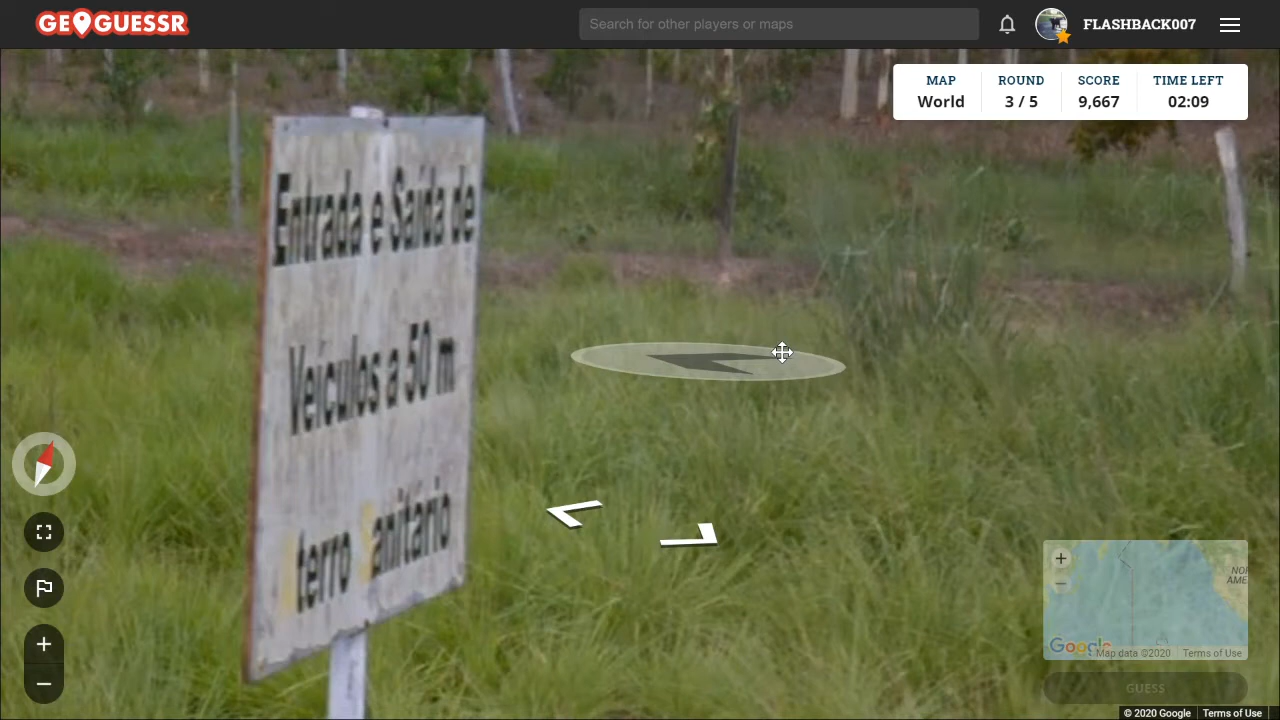 GEOGUESSR
Search for other players or maps
FLASHBACK007
MAP
World
ROUND
3 / 5
SCORE
9,667
TIME LEFT
02:09
Entrada e Saída de
Veículos a 50 m
terro anitário
+
−
+
−
Google
Map data ©2020
Terms of Use
GUESS
© 2020 Google
Terms of Use